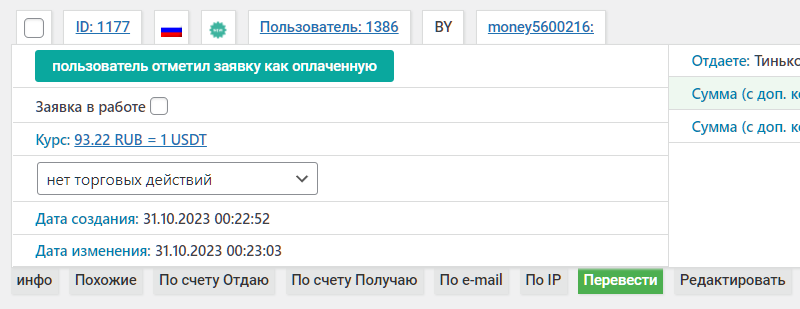 ID: 1177 Пользователь: 1386 BY money5600216:
пользователь отметил заявку как оплаченную
Отдаете: Тинько
Заявка в работе
Сумма (с доп. к
Курс: 93.22 RUB = 1 USDT
Сумма (с доп. к
нет торговых действий
Дата создания: 31.10.2023 00:22:52
Дата изменения: 31.10.2023 00:23:03
инфо Похожие По счету Отдаю По счету Получаю По e-mail По IP Перевести Редактировать